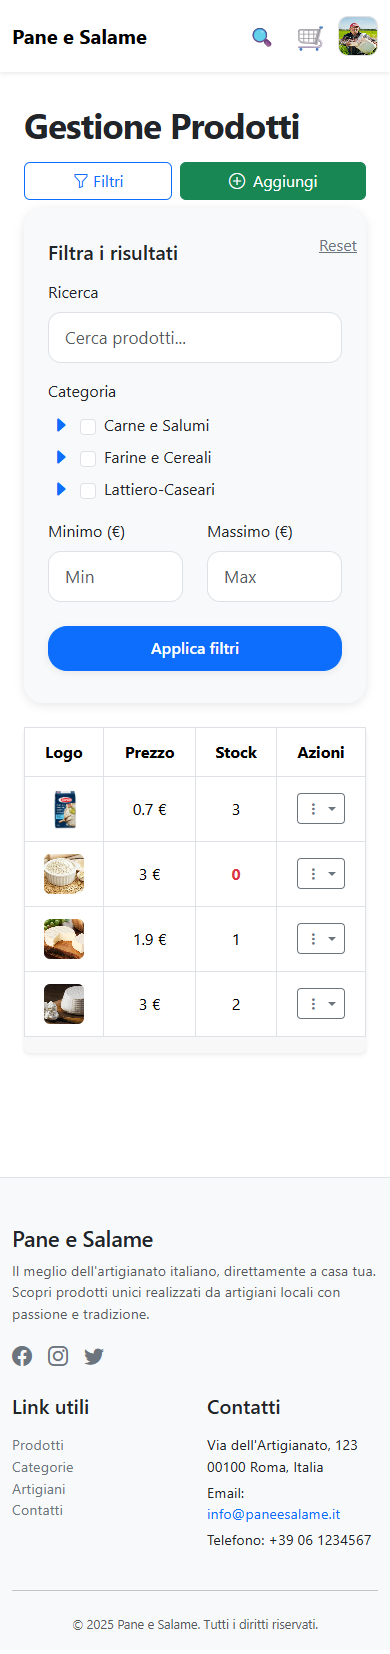 Pane e Salame
Gestione Prodotti
Filtri
Aggiungi
Filtra i risultati
Reset
Ricerca
Cerca prodotti...
Categoria
Carne e Salumi
Farine e Cereali
Lattiero-Caseari
Minimo (€) Massimo (€)
Min Max
Applica filtri
Logo Prezzo Stock Azioni
0.7 € 3
3 € 0
1.9 € 1
3 € 2
Pane e Salame
Il meglio dell'artigianato italiano, direttamente a casa tua.
Scopri prodotti unici realizzati da artigiani locali con
passione e tradizione.
Link utili
Prodotti
Categorie
Artigiani
Contatti
Contatti
Via dell'Artigianato, 123
00100 Roma, Italia
Email:
info@paneesalame.it
Telefono: +39 06 1234567
© 2025 Pane e Salame. Tutti i diritti riservati.